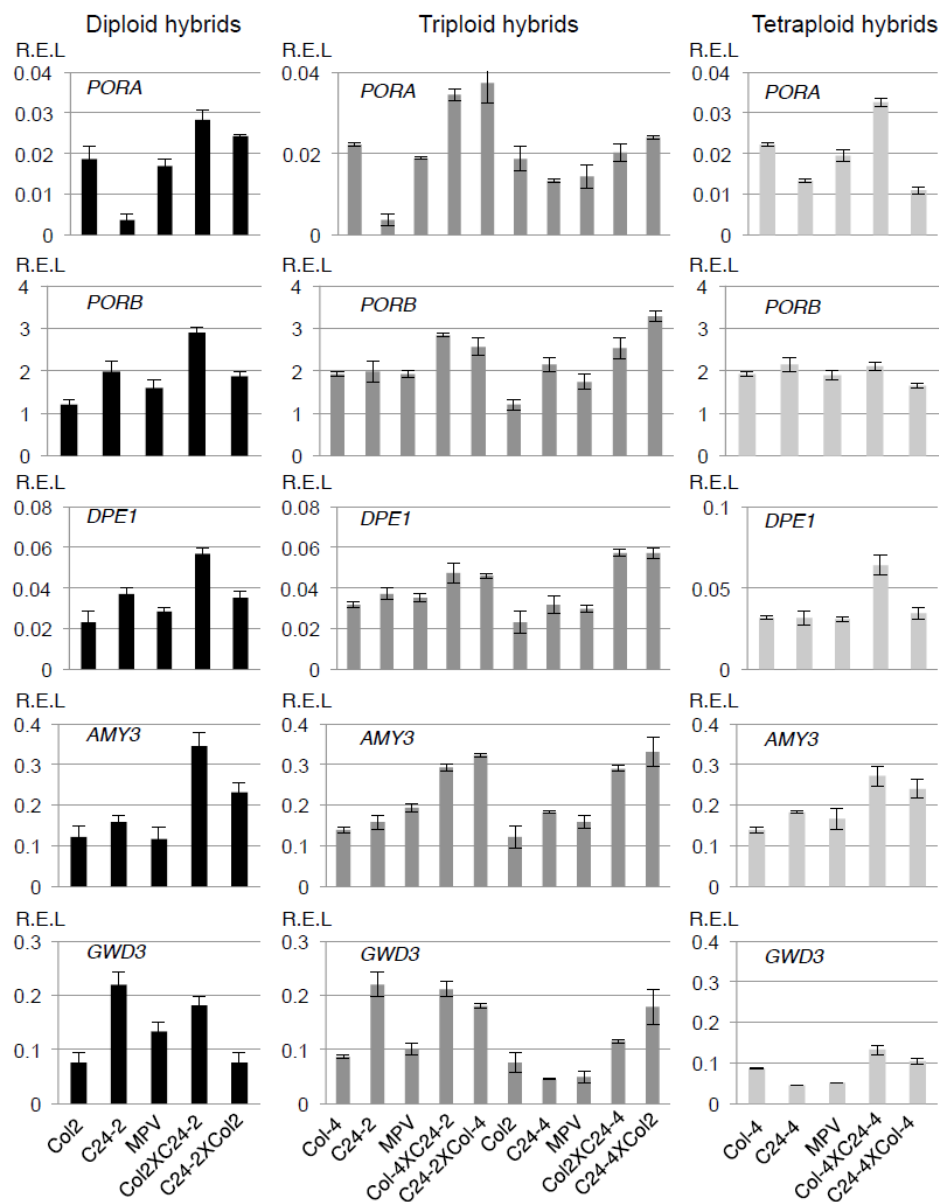 Diploid hybrids Triploid hybrids Tetraploid hybrids
R.E.L R.E.L R.E.L
0.04 0.04 0.04
PORA PORA PORA
0.03 0.03
0.02 0.02 0.02
0.01 0.01
0 0 0
R.E.L R.E.L R.E.L
4 4 4
PORB PORB PORB
3 3 3
2 2 2
1 1 1
0 0 0
R.E.L R.E.L R.E.L
0.08 0.08 0.1
DPE1 DPE1 DPE1
0.06 0.06
0.04 0.04 0.05
0.02 0.02
0 0 0
R.E.L R.E.L R.E.L
0.4 0.4 0.4
AMY3 AMY3 AMY3
0.3 0.3 0.3
0.2 0.2 0.2
0.1 0.1 0.1
0 0 0
R.E.L R.E.L R.E.L
0.3 0.3 0.4
GWD3 GWD3 GWD3
0.3
0.2 0.2 0.2
0.1 0.1 0.1
0 0 0
Col2 C24-2 MPV Col2XC24-2 C24-2XCol2 Col-4 C24-2 MPV Col-4XC24-2 C24-2XCol-4 Col2 C24-4 MPV Col2XC24-4 C24-4XCol2 Col-4 C24-4 MPV Col-4XC24-4 C24-4XCol-4